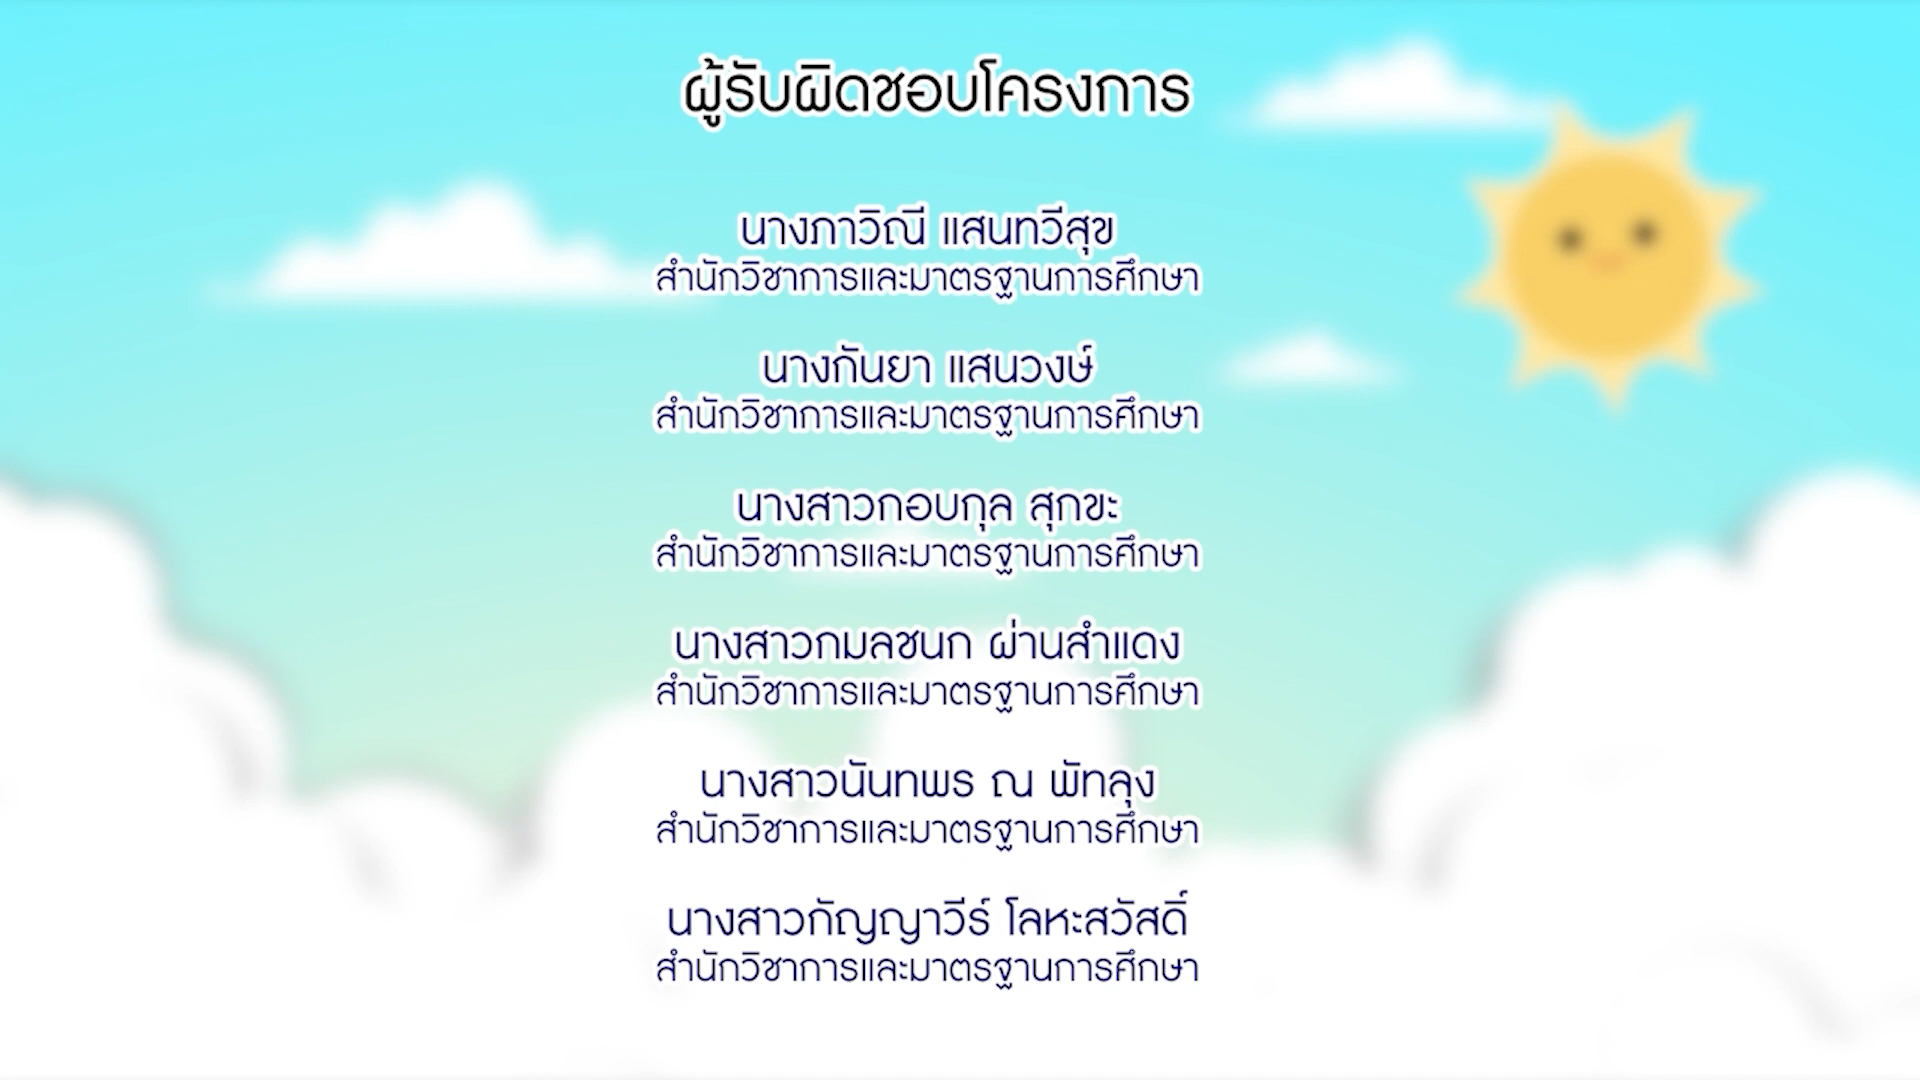 ผู้รับผิดชอบโครงการ
นางภาวิณี แสนทวีสุข
สำนักวิชาการและมาตรฐานการศึกษา
นางกันยา แสนวงษ์
สำนักวิชาการและมาตรฐานการศึกษา
นางสาวกอบกุล สุกขะ
สำนักวิชาการและมาตรฐานการศึกษา
นางสาวกมลชนก ผ่านสำแดง
สำนักวิชาการและมาตรฐานการศึกษา
นางสาวนันทพร ณ พัทลุง
สำนักวิชาการและมาตรฐานการศึกษา
นางสาวกัญญาวีร์ โลหะสวัสดิ์
สำนักวิชาการและมาตรฐานการศึกษา